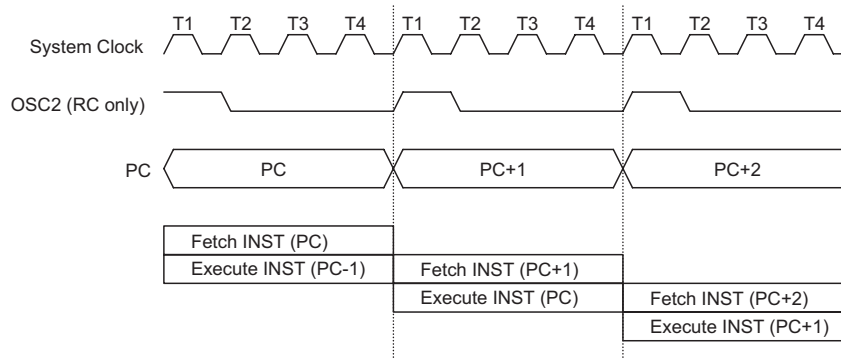 T1 T2 T3 T4 T1 T2 T3 T4 T1 T2 T3 T4
System Clock
OSC2 (RC only)
PC PC PC+1 PC+2
Fetch INST (PC)
Execute INST (PC-1) Fetch INST (PC+1)
Execute INST (PC) Fetch INST (PC+2)
Execute INST (PC+1)